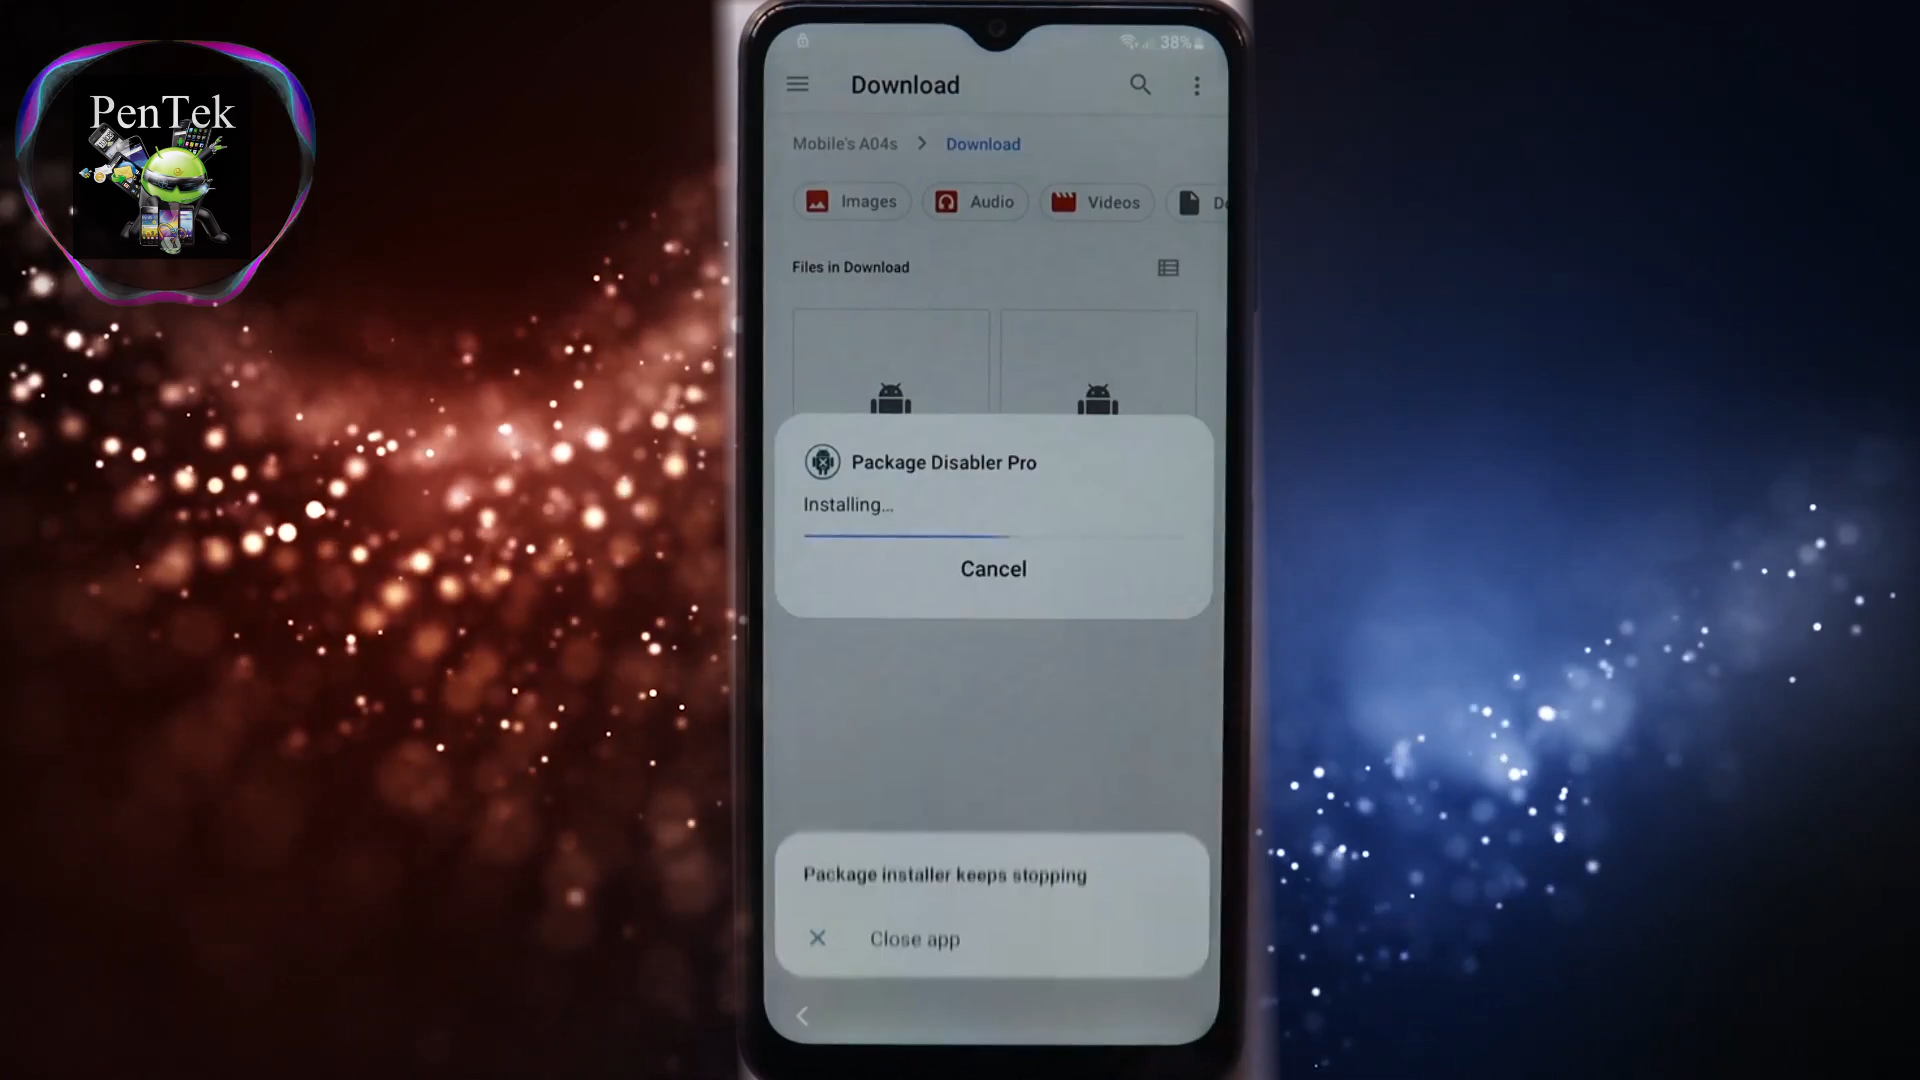 PenTek
38%
Download
Mobile's A04s > Download
Images Audio Videos
Files in Download
Package Disabler Pro
Installing...
Cancel
Package installer keeps stopping
Close app